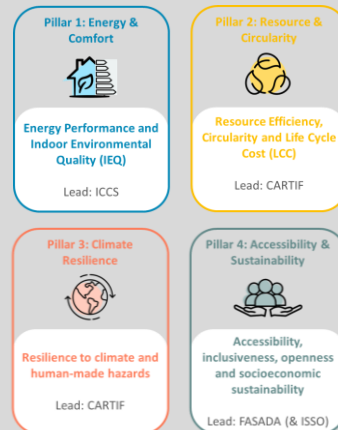 Pillar 1: Energy &
Comfort
Energy Performance and
Indoor Environmental
Quality (IEQ)
Lead: ICCS
Pillar 2: Resource &
Circularity
Resource Efficiency,
Circularity and Life Cycle
Cost (LCC)
Lead: CARTIF
Pillar 3: Climate
Resilience
Resilience to climate and
human-made hazards
Lead: CARTIF
Pillar 4: Accessibility &
Sustainability
Accessibility,
inclusiveness, openness
and socioeconomic
sustainability
Lead: FASADA (& ISSO)